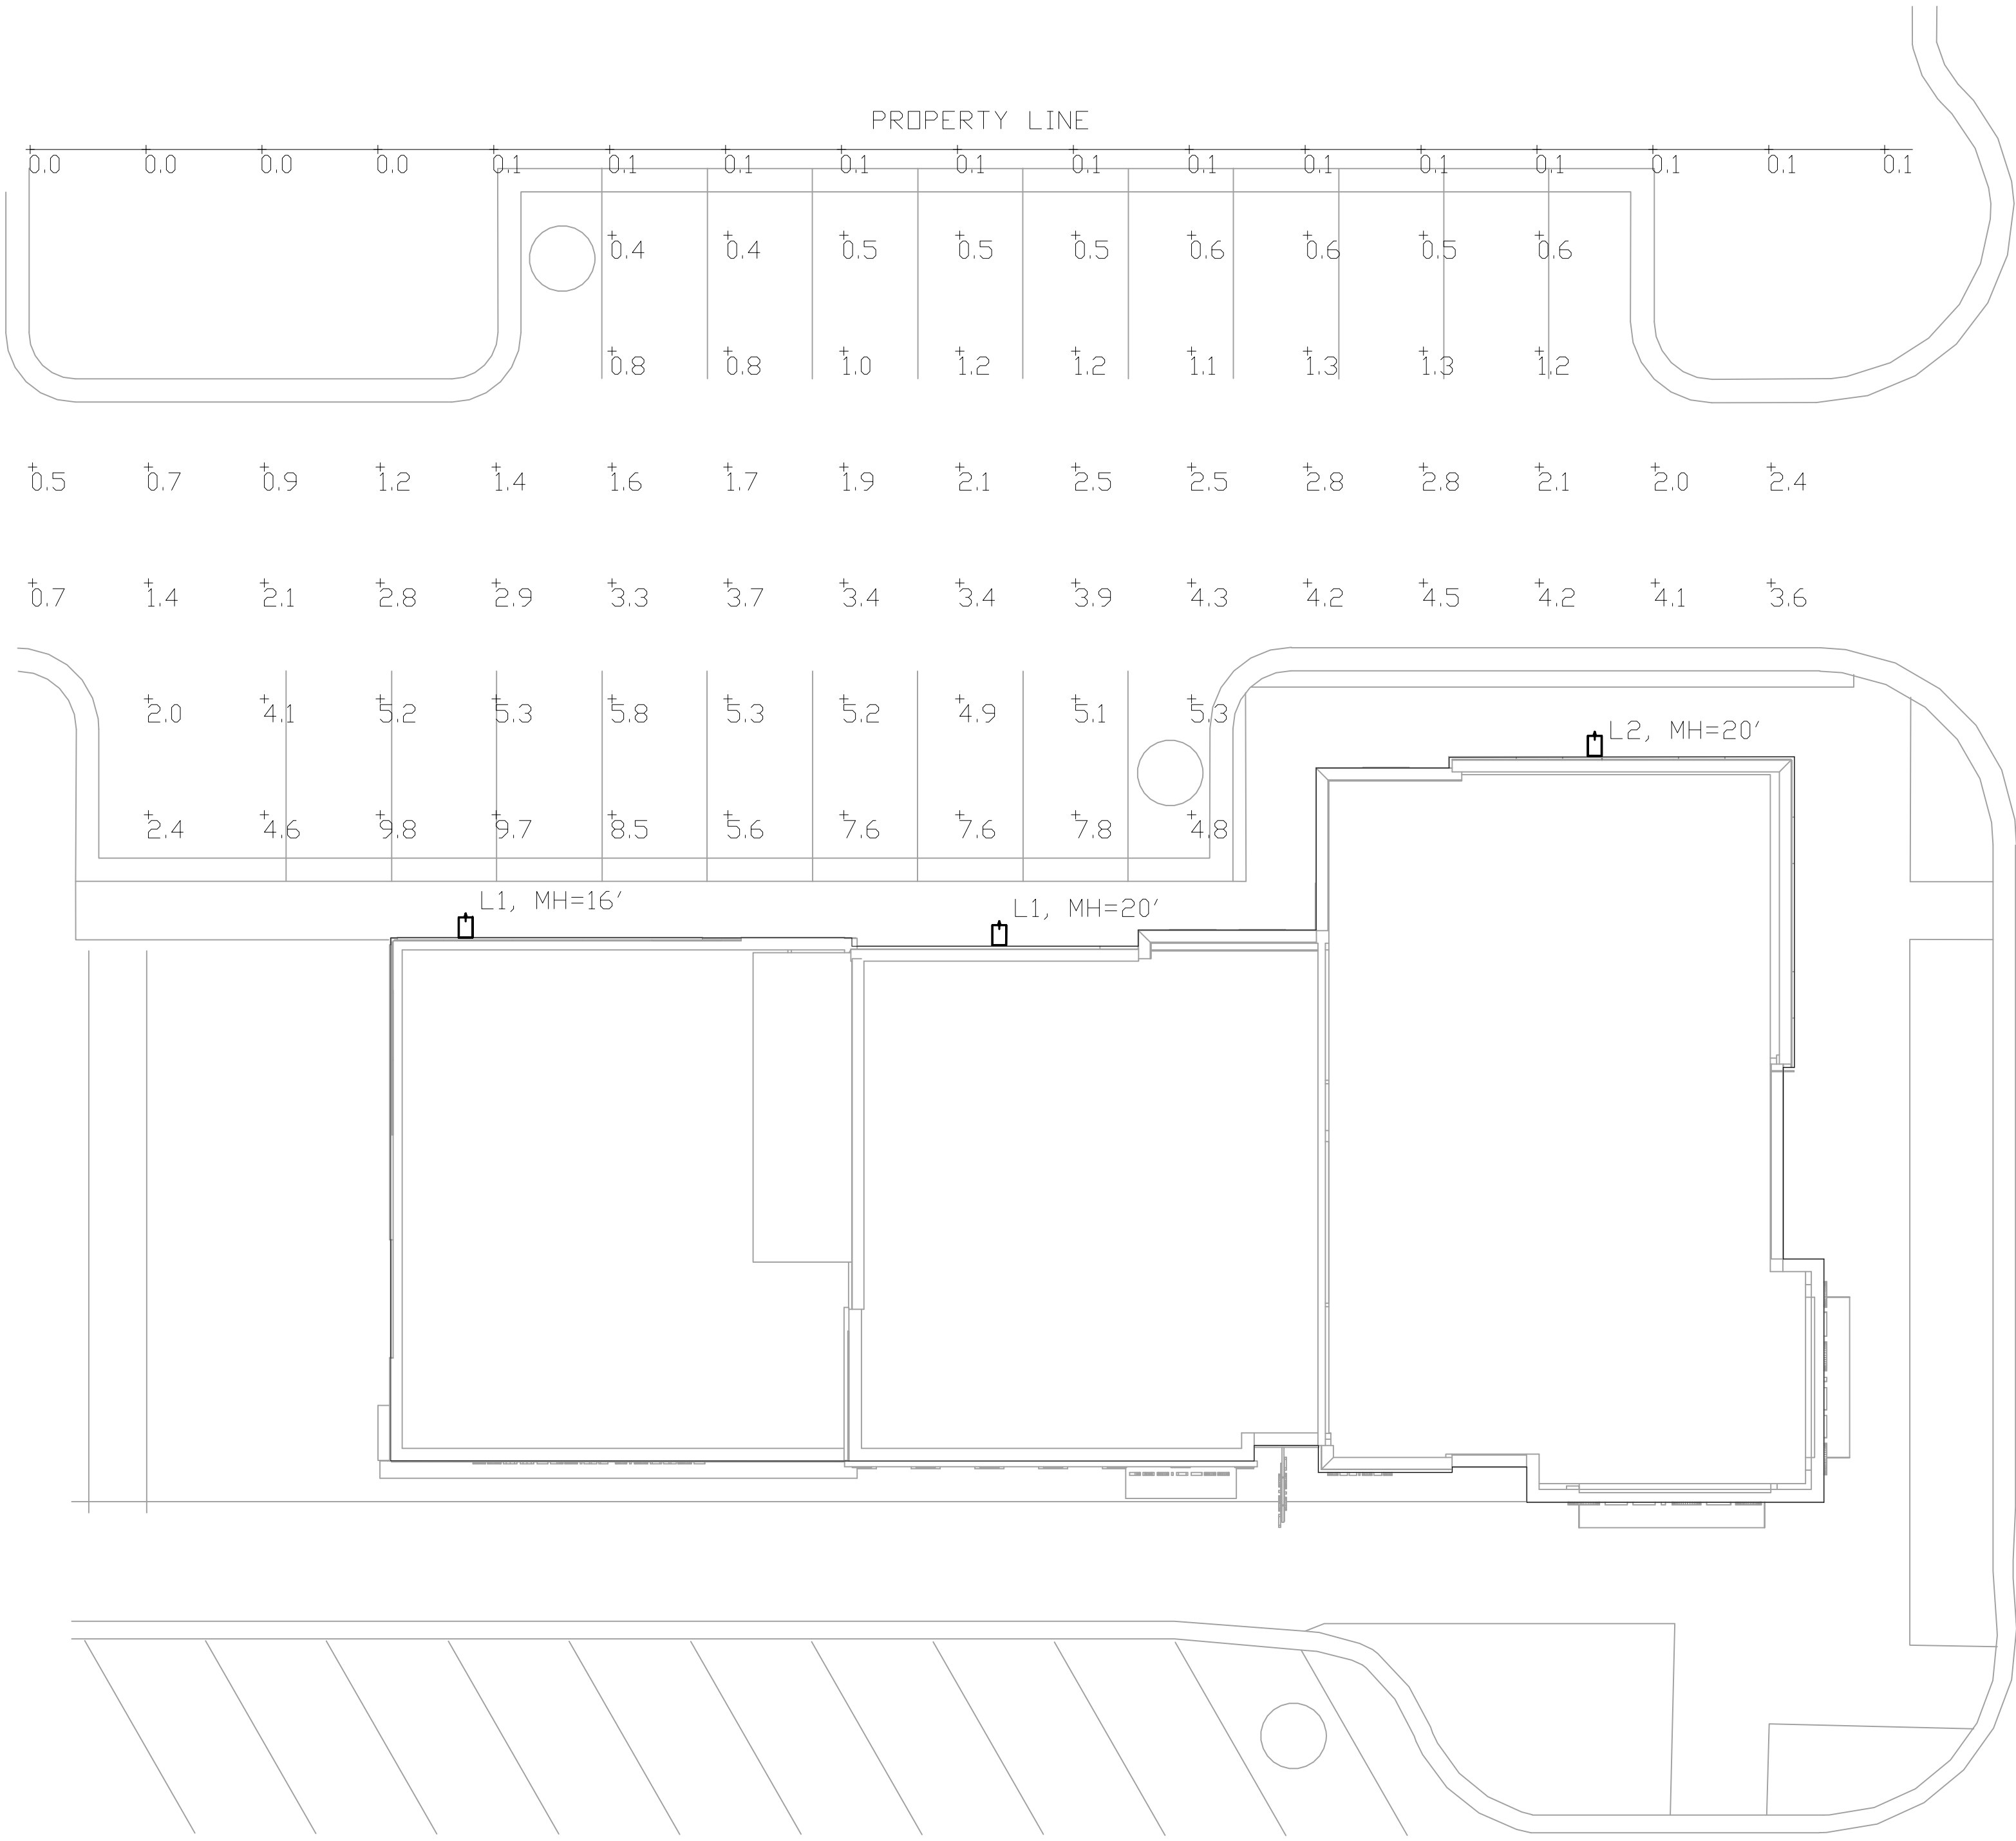 PROPERTY LINE
0.0 0.0 0.0 0.0 0.1 0.1 0.1 0.1 0.1 0.1 0.1 0.1 0.1 0.1 0.1 0.1 0.1
0.4 0.4 0.5 0.5 0.5 0.6 0.6 0.5 0.6
0.8 0.8 1.0 1.2 1.2 1.1 1.3 1.3 1.2
0.5 0.7 0.9 1.2 1.4 1.6 1.7 1.9 2.1 2.5 2.5 2.8 2.8 2.1 2.0 2.4
0.7 1.4 2.1 2.8 2.9 3.3 3.7 3.4 3.4 3.9 4.3 4.2 4.5 4.2 4.1 3.6
2.0 4.1 5.2 5.3 5.8 5.3 5.2 4.9 5.1 5.3
L2, MH=20'
2.4 4.6 9.8 9.7 8.5 5.6 7.6 7.6 7.8 4.8
L1, MH=16'
L1, MH=20'